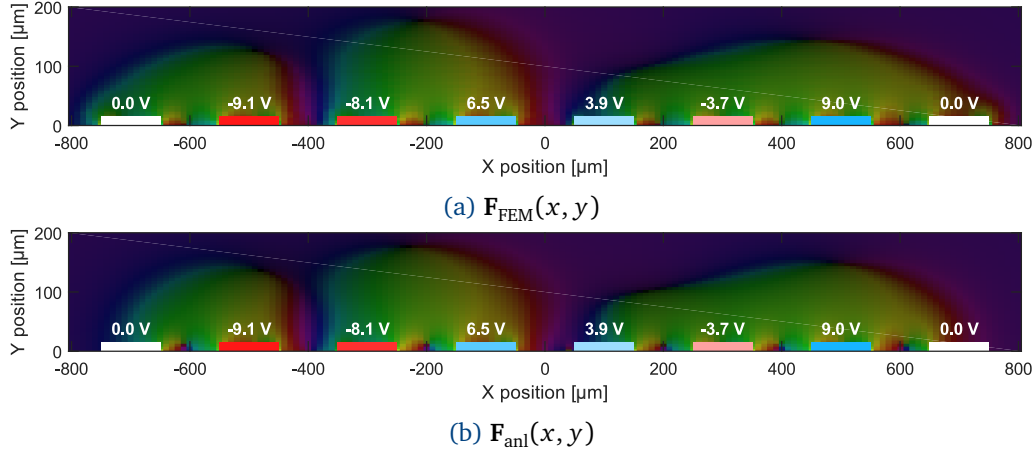 200
100
0
Y position [µm]
0.0 V -9.1 V -8.1 V 6.5 V 3.9 V -3.7 V 9.0 V 0.0 V
-800 -600 -400 -200 0 200 400 600 800
X position [µm]
(a) F_FEM(x, y)
200
100
0
Y position [µm]
0.0 V -9.1 V -8.1 V 6.5 V 3.9 V -3.7 V 9.0 V 0.0 V
-800 -600 -400 -200 0 200 400 600 800
X position [µm]
(b) F_anl(x, y)